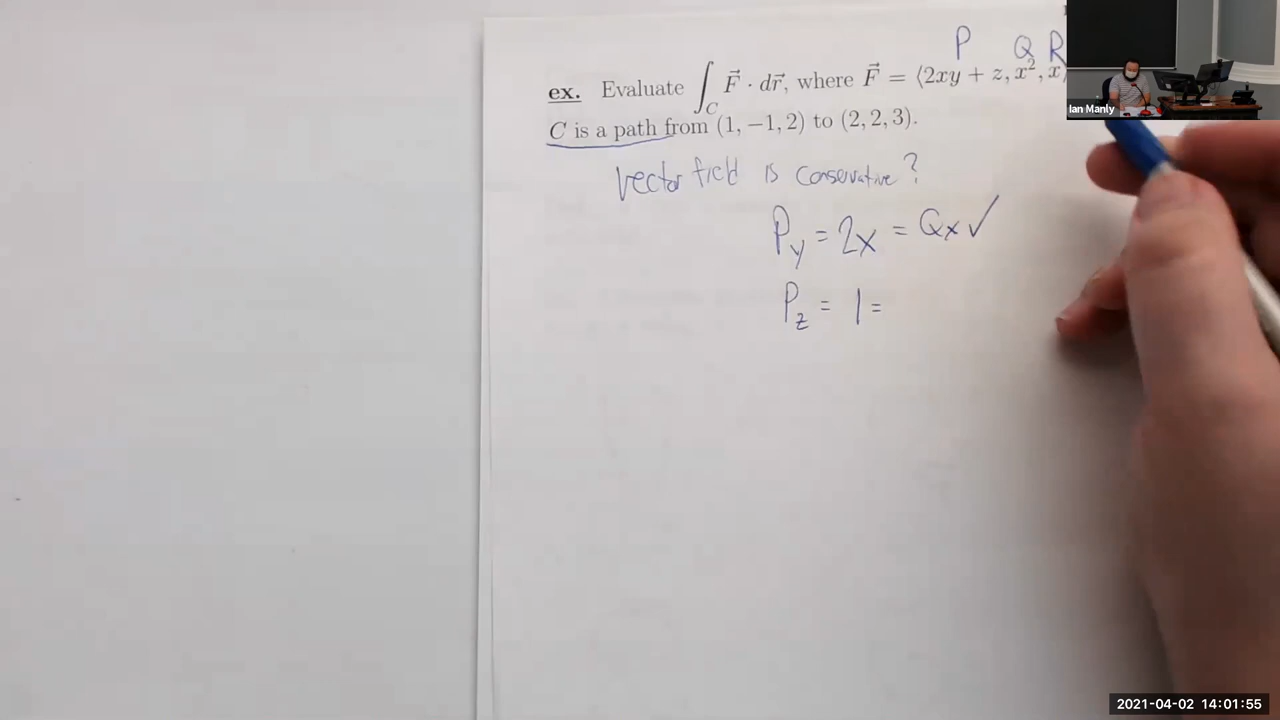 P Q R
ex. Evaluate ∫_C F⃗ · dr⃗, where F⃗ = ⟨2xy + z, x², x⟩
C is a path from (1, −1, 2) to (2, 2, 3).
Vector field is conservative?
P_y = 2x = Q_x ✓
P_z = 1 =
Ian Manly
2021-04-02 14:01:55